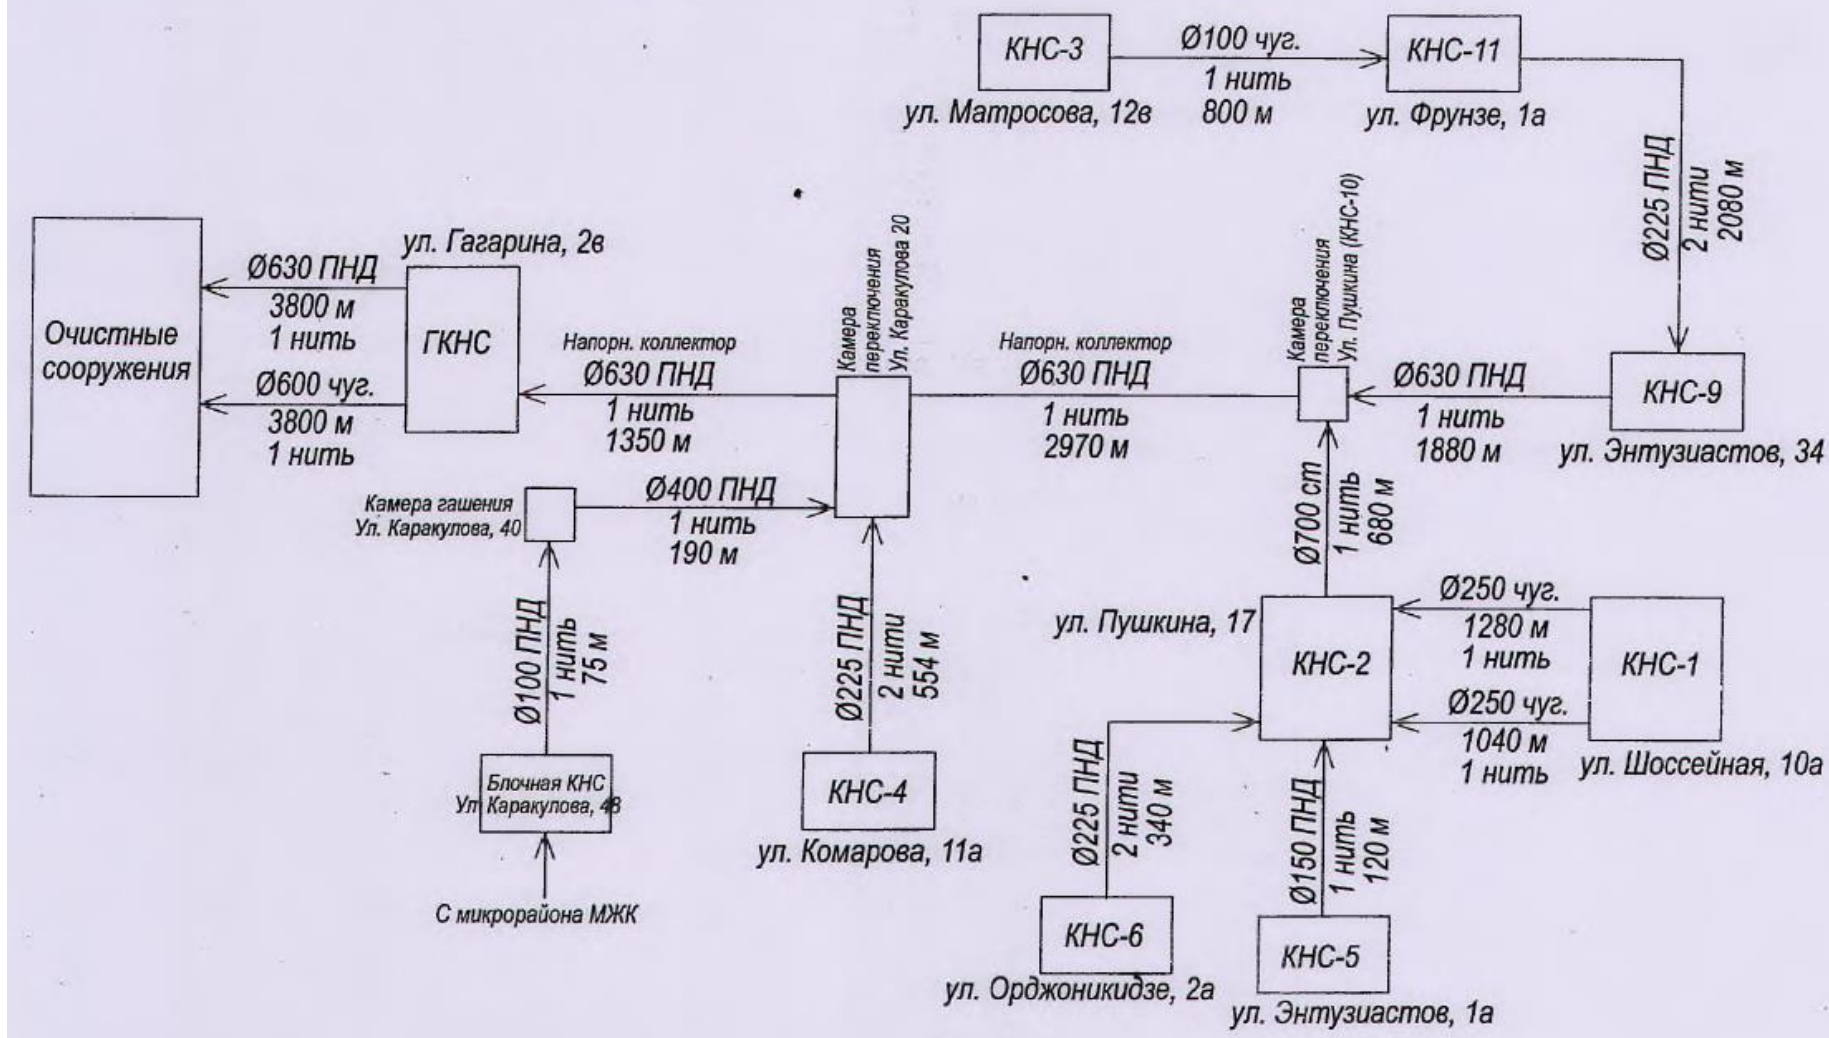 КНС-3
Ø100 чуг.
1 нить
800 м
ул. Матросова, 12в
КНС-11
ул. Фрунзе, 1а
Ø225 ПНД
2 нити
2080 м
Очистные
сооружения
Ø630 ПНД
3800 м
1 нить
Ø600 чуг.
3800 м
1 нить
ул. Гагарина, 2в
ГКНС
Напорн. коллектор
Ø630 ПНД
1 нить
1350 м
Камера
переключения
Ул. Каракулова 20
Напорн. коллектор
Ø630 ПНД
1 нить
2970 м
Камера
переключения
Ул. Пушкина (КНС-10)
Ø630 ПНД
1 нить
1880 м
КНС-9
ул. Энтузиастов, 34
Камера гашения
Ул. Каракулова, 40
Ø400 ПНД
1 нить
190 м
Ø700 ст
1 нить
680 м
Ø100 ПНД
1 нить
75 м
Ø225 ПНД
2 нити
554 м
ул. Пушкина, 17
КНС-2
Ø250 чуг.
1280 м
1 нить
Ø250 чуг.
1040 м
1 нить
КНС-1
ул. Шоссейная, 10а
Блочная КНС
Ул Каракулова, 48
С микрорайона МЖК
КНС-4
ул. Комарова, 11а
Ø225 ПНД
2 нити
340 м
Ø150 ПНД
1 нить
120 м
КНС-6
ул. Орджоникидзе, 2а
КНС-5
ул. Энтузиастов, 1а